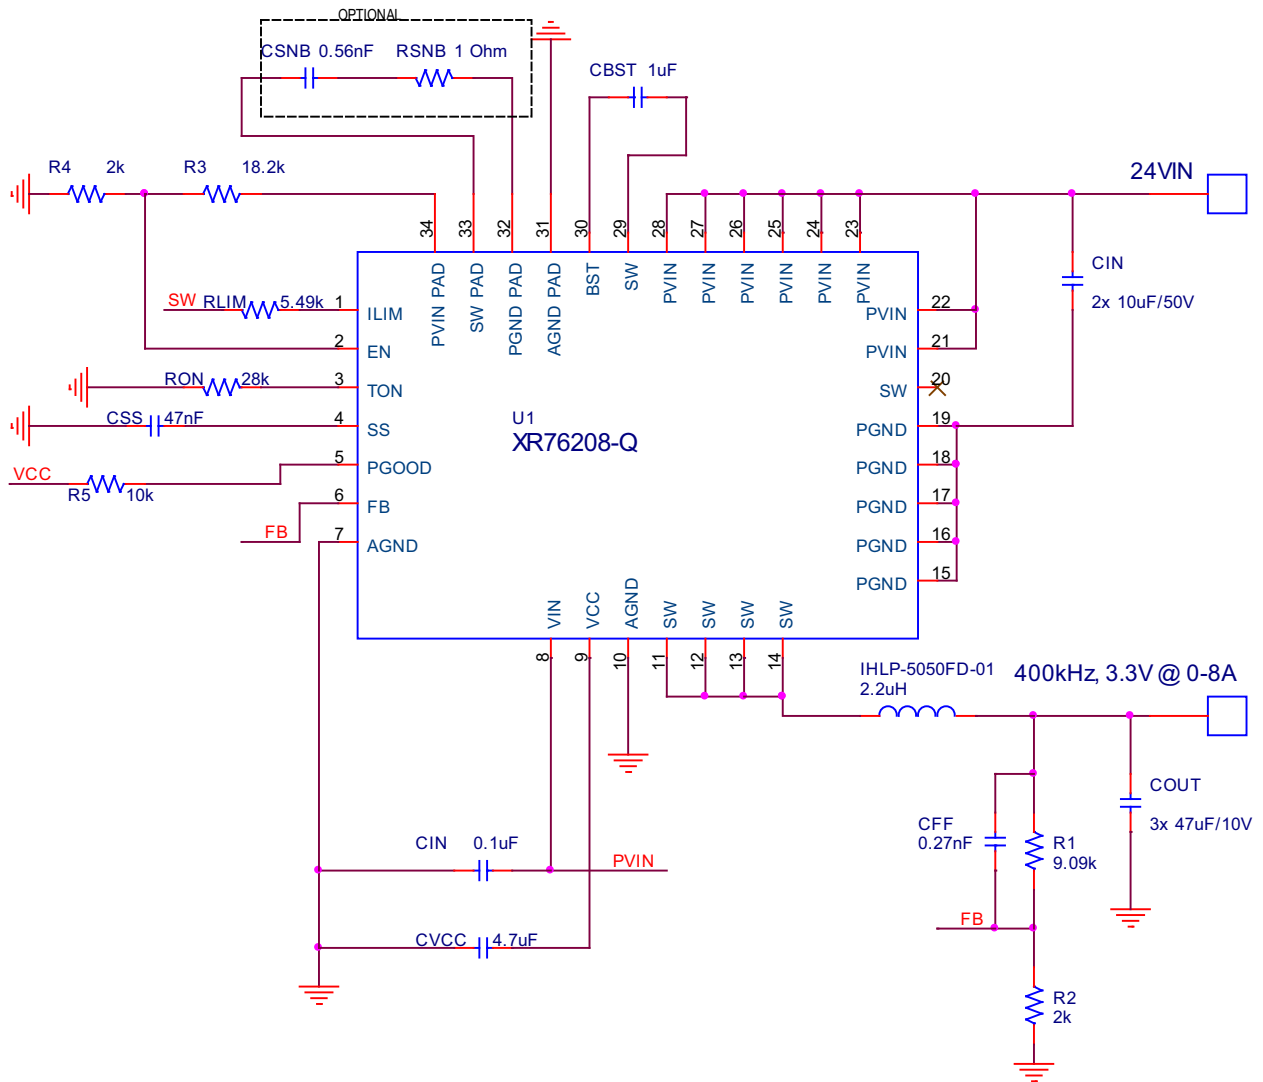 OPTIONAL
CSNB 0.56nF RSNB 1 Ohm
CBST 1uF
R4 2k R3 18.2k
24VIN
34 33 32 31 30 29 28 27 26 25 24 23
PVIN PAD
SW PAD
PGND PAD
AGND PAD
BST
SW
PVIN
PVIN
PVIN
PVIN
PVIN
PVIN
CIN
2x 10uF/50V
SW RLIM 5.49k 1 ILIM
2 EN
RON 28k 3 TON
CSS 47nF 4 SS
VCC R5 10k 5 PGOOD
FB 6 FB
7 AGND
U1
XR76208-Q
PVIN 22
PVIN 21
SW 20
PGND 19
PGND 18
PGND 17
PGND 16
PGND 15
VIN
VCC
AGND
SW
SW
SW
SW
8 9 10 11 12 13 14
IHLP-5050FD-01
2.2uH
400kHz, 3.3V @ 0-8A
COUT
3x 47uF/10V
CFF
0.27nF
R1
9.09k
CIN 0.1uF
PVIN
FB
CVCC 4.7uF
R2
2k